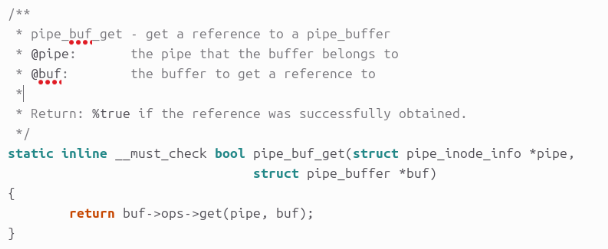 /**
 * pipe_buf_get - get a reference to a pipe_buffer
 * @pipe:       the pipe that the buffer belongs to
 * @buf:        the buffer to get a reference to
 *
 * Return: %true if the reference was successfully obtained.
 */
static inline __must_check bool pipe_buf_get(struct pipe_inode_info *pipe,
                                struct pipe_buffer *buf)
{
        return buf->ops->get(pipe, buf);
}